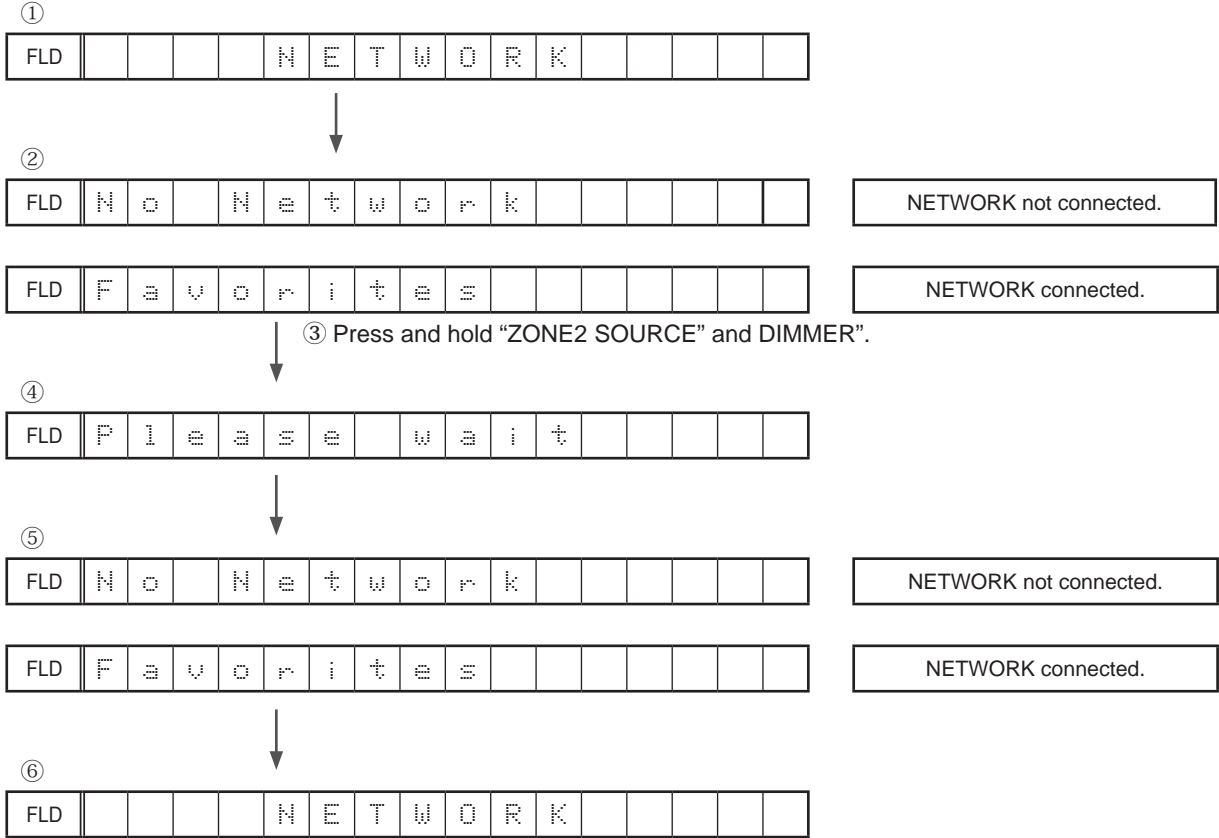 ①
FLD NETWORK
②
FLD No Network NETWORK not connected.
FLD Favorites NETWORK connected.
③ Press and hold “ZONE2 SOURCE” and DIMMER”.
④
FLD Please wait
⑤
FLD No Network NETWORK not connected.
FLD Favorites NETWORK connected.
⑥
FLD NETWORK